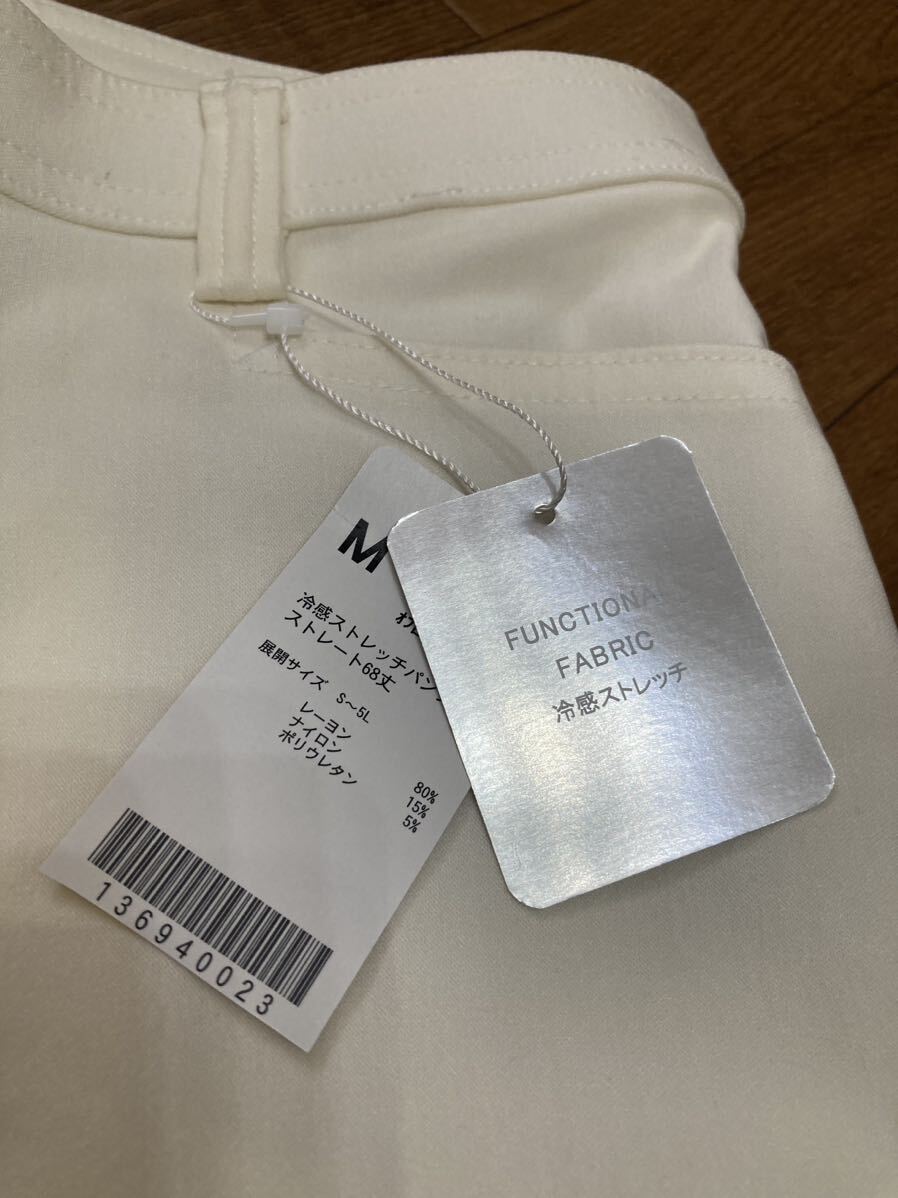 M
冷感ストレッチパン
ストレート68丈
展開サイズ S～5L
レーヨン 80%
ナイロン 15%
ポリウレタン 5%
136940023
FUNCTIONAL
FABRIC
冷感ストレッチ